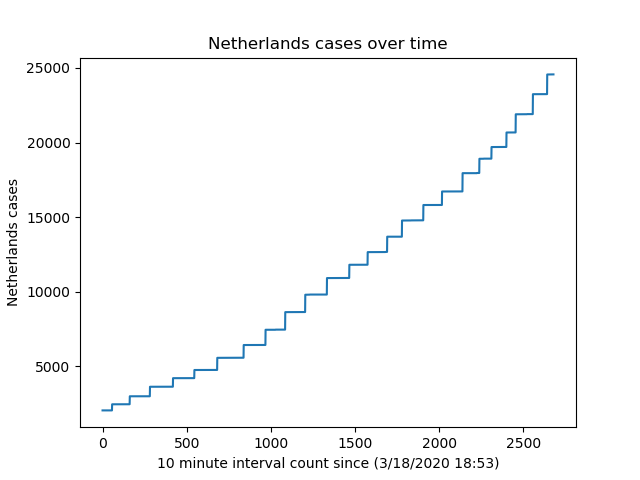 Netherlands cases over time
25000
20000
15000
10000
5000
Netherlands cases
0 500 1000 1500 2000 2500
10 minute interval count since (3/18/2020 18:53)